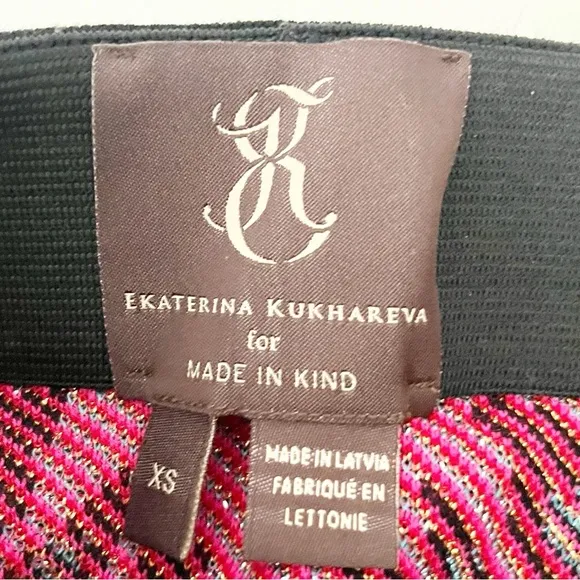 EKATERINA KUKHAREVA
for
MADE IN KIND
XS
MADE IN LATVIA
FABRIQUÉ EN
LETTONIE